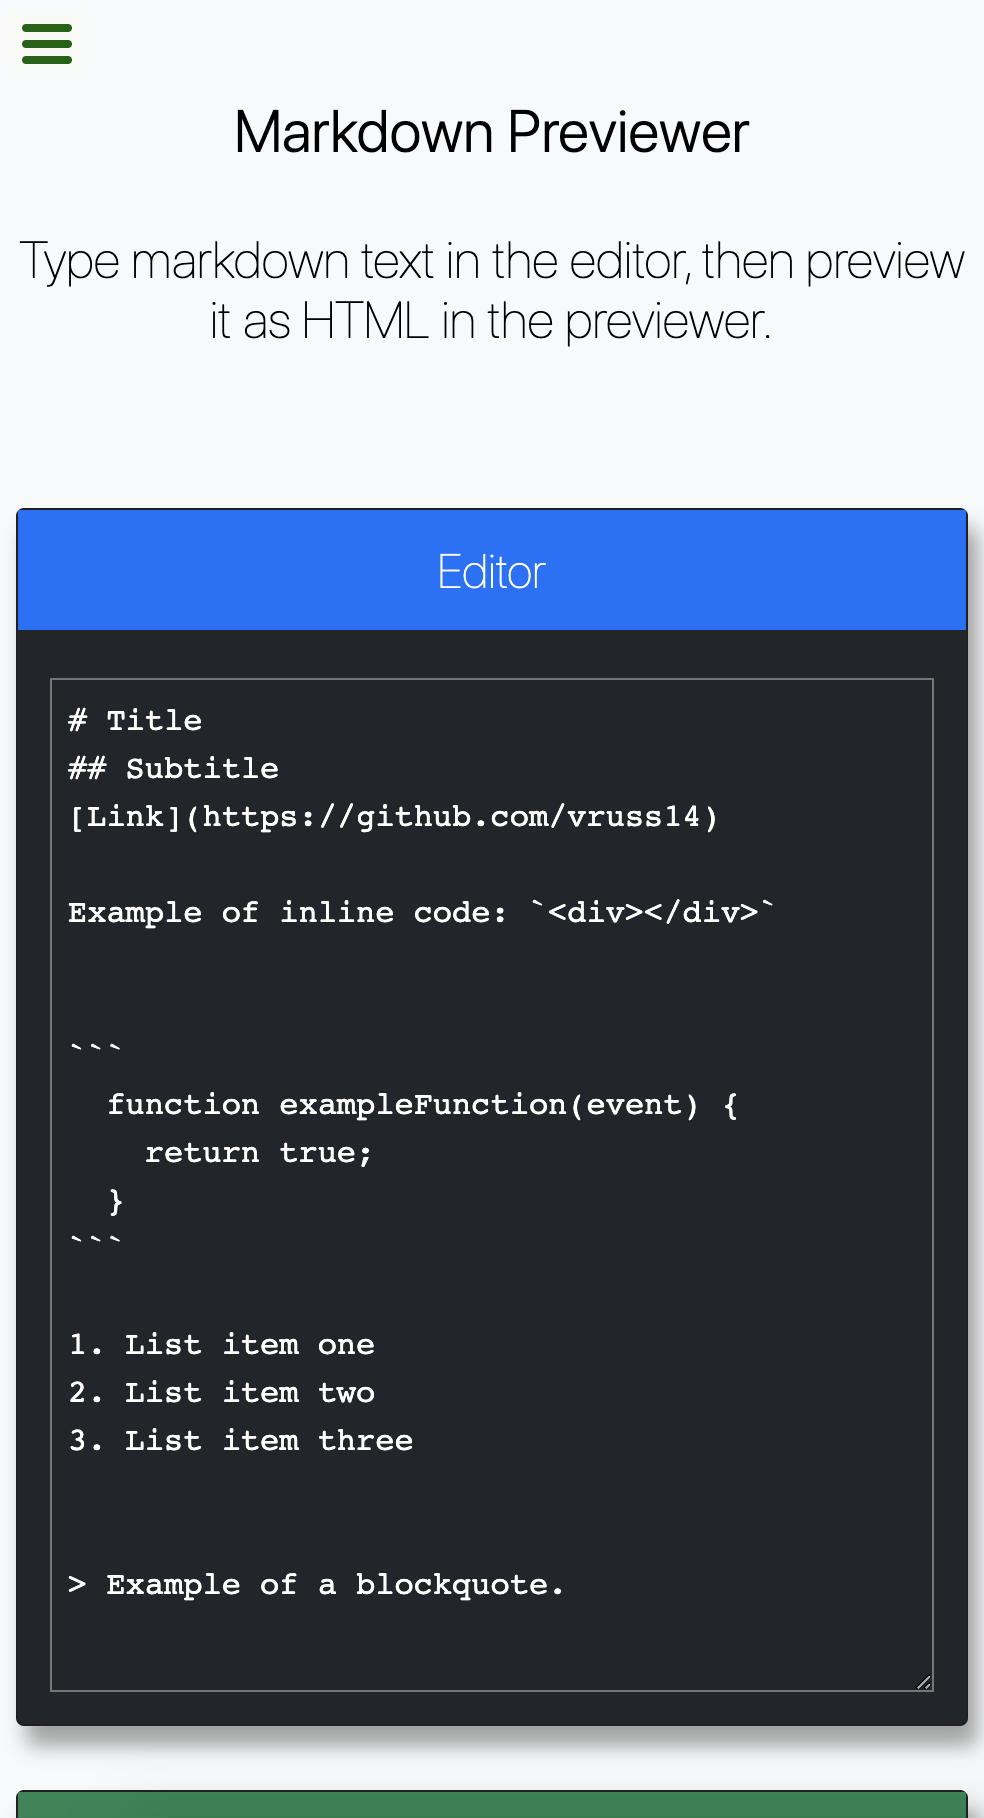 Markdown Previewer
Type markdown text in the editor, then preview
it as HTML in the previewer.
Editor
# Title
## Subtitle
[Link](https://github.com/vruss14)
Example of inline code: `<div></div>`
```
  function exampleFunction(event) {
    return true;
  }
```
1. List item one
2. List item two
3. List item three
> Example of a blockquote.